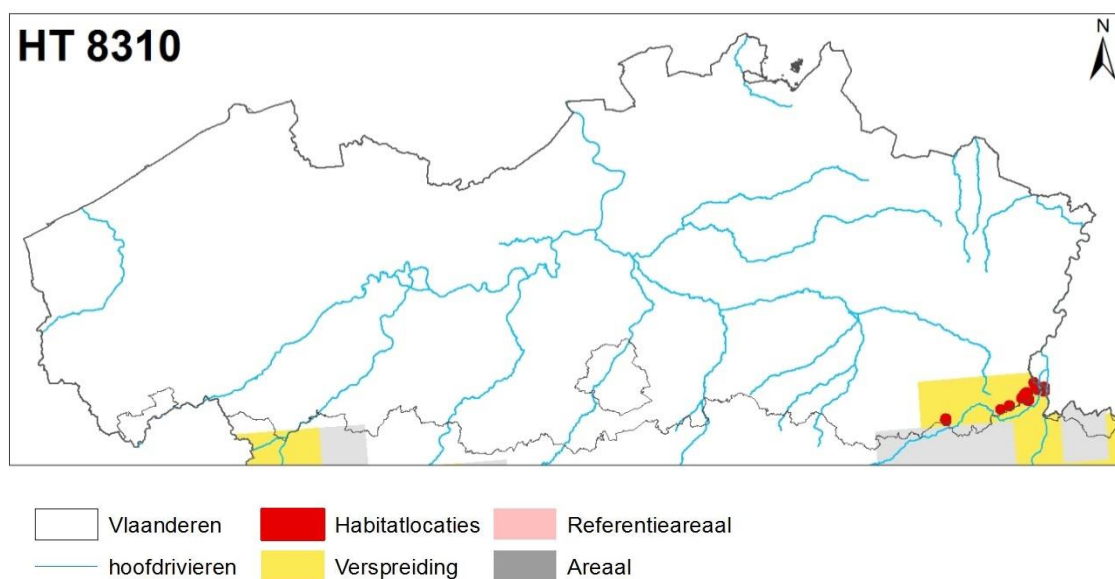 HT 8310
N
Vlaanderen
Habitatlocaties
Referentieareaal
hoofdrivieren
Verspreiding
Areaal